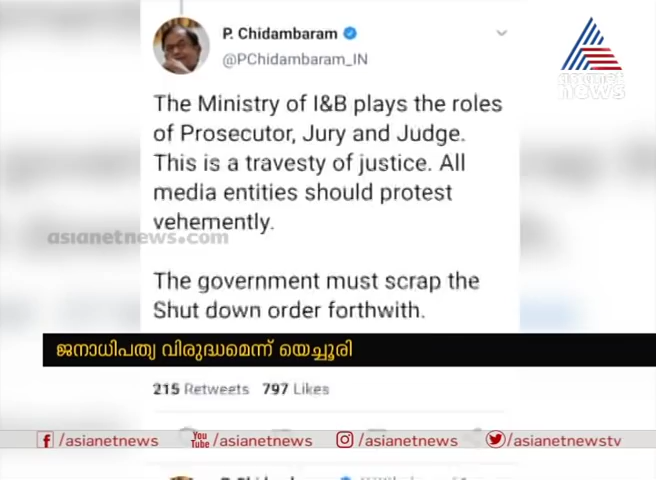 P. Chidambaram
@PChidambaram_IN
asianet
news
The Ministry of I&B plays the roles
of Prosecutor, Jury and Judge.
This is a travesty of justice. All
media entities should protest
vehemently.
asianetnews.com
The government must scrap the
Shut down order forthwith.
ജനാധിപത്യ വിരുദ്ധമെന്ന് യെച്ചൂരി
215 Retweets 797 Likes
f /asianetnews You Tube /asianetnews /asianetnews /asianetnewstv